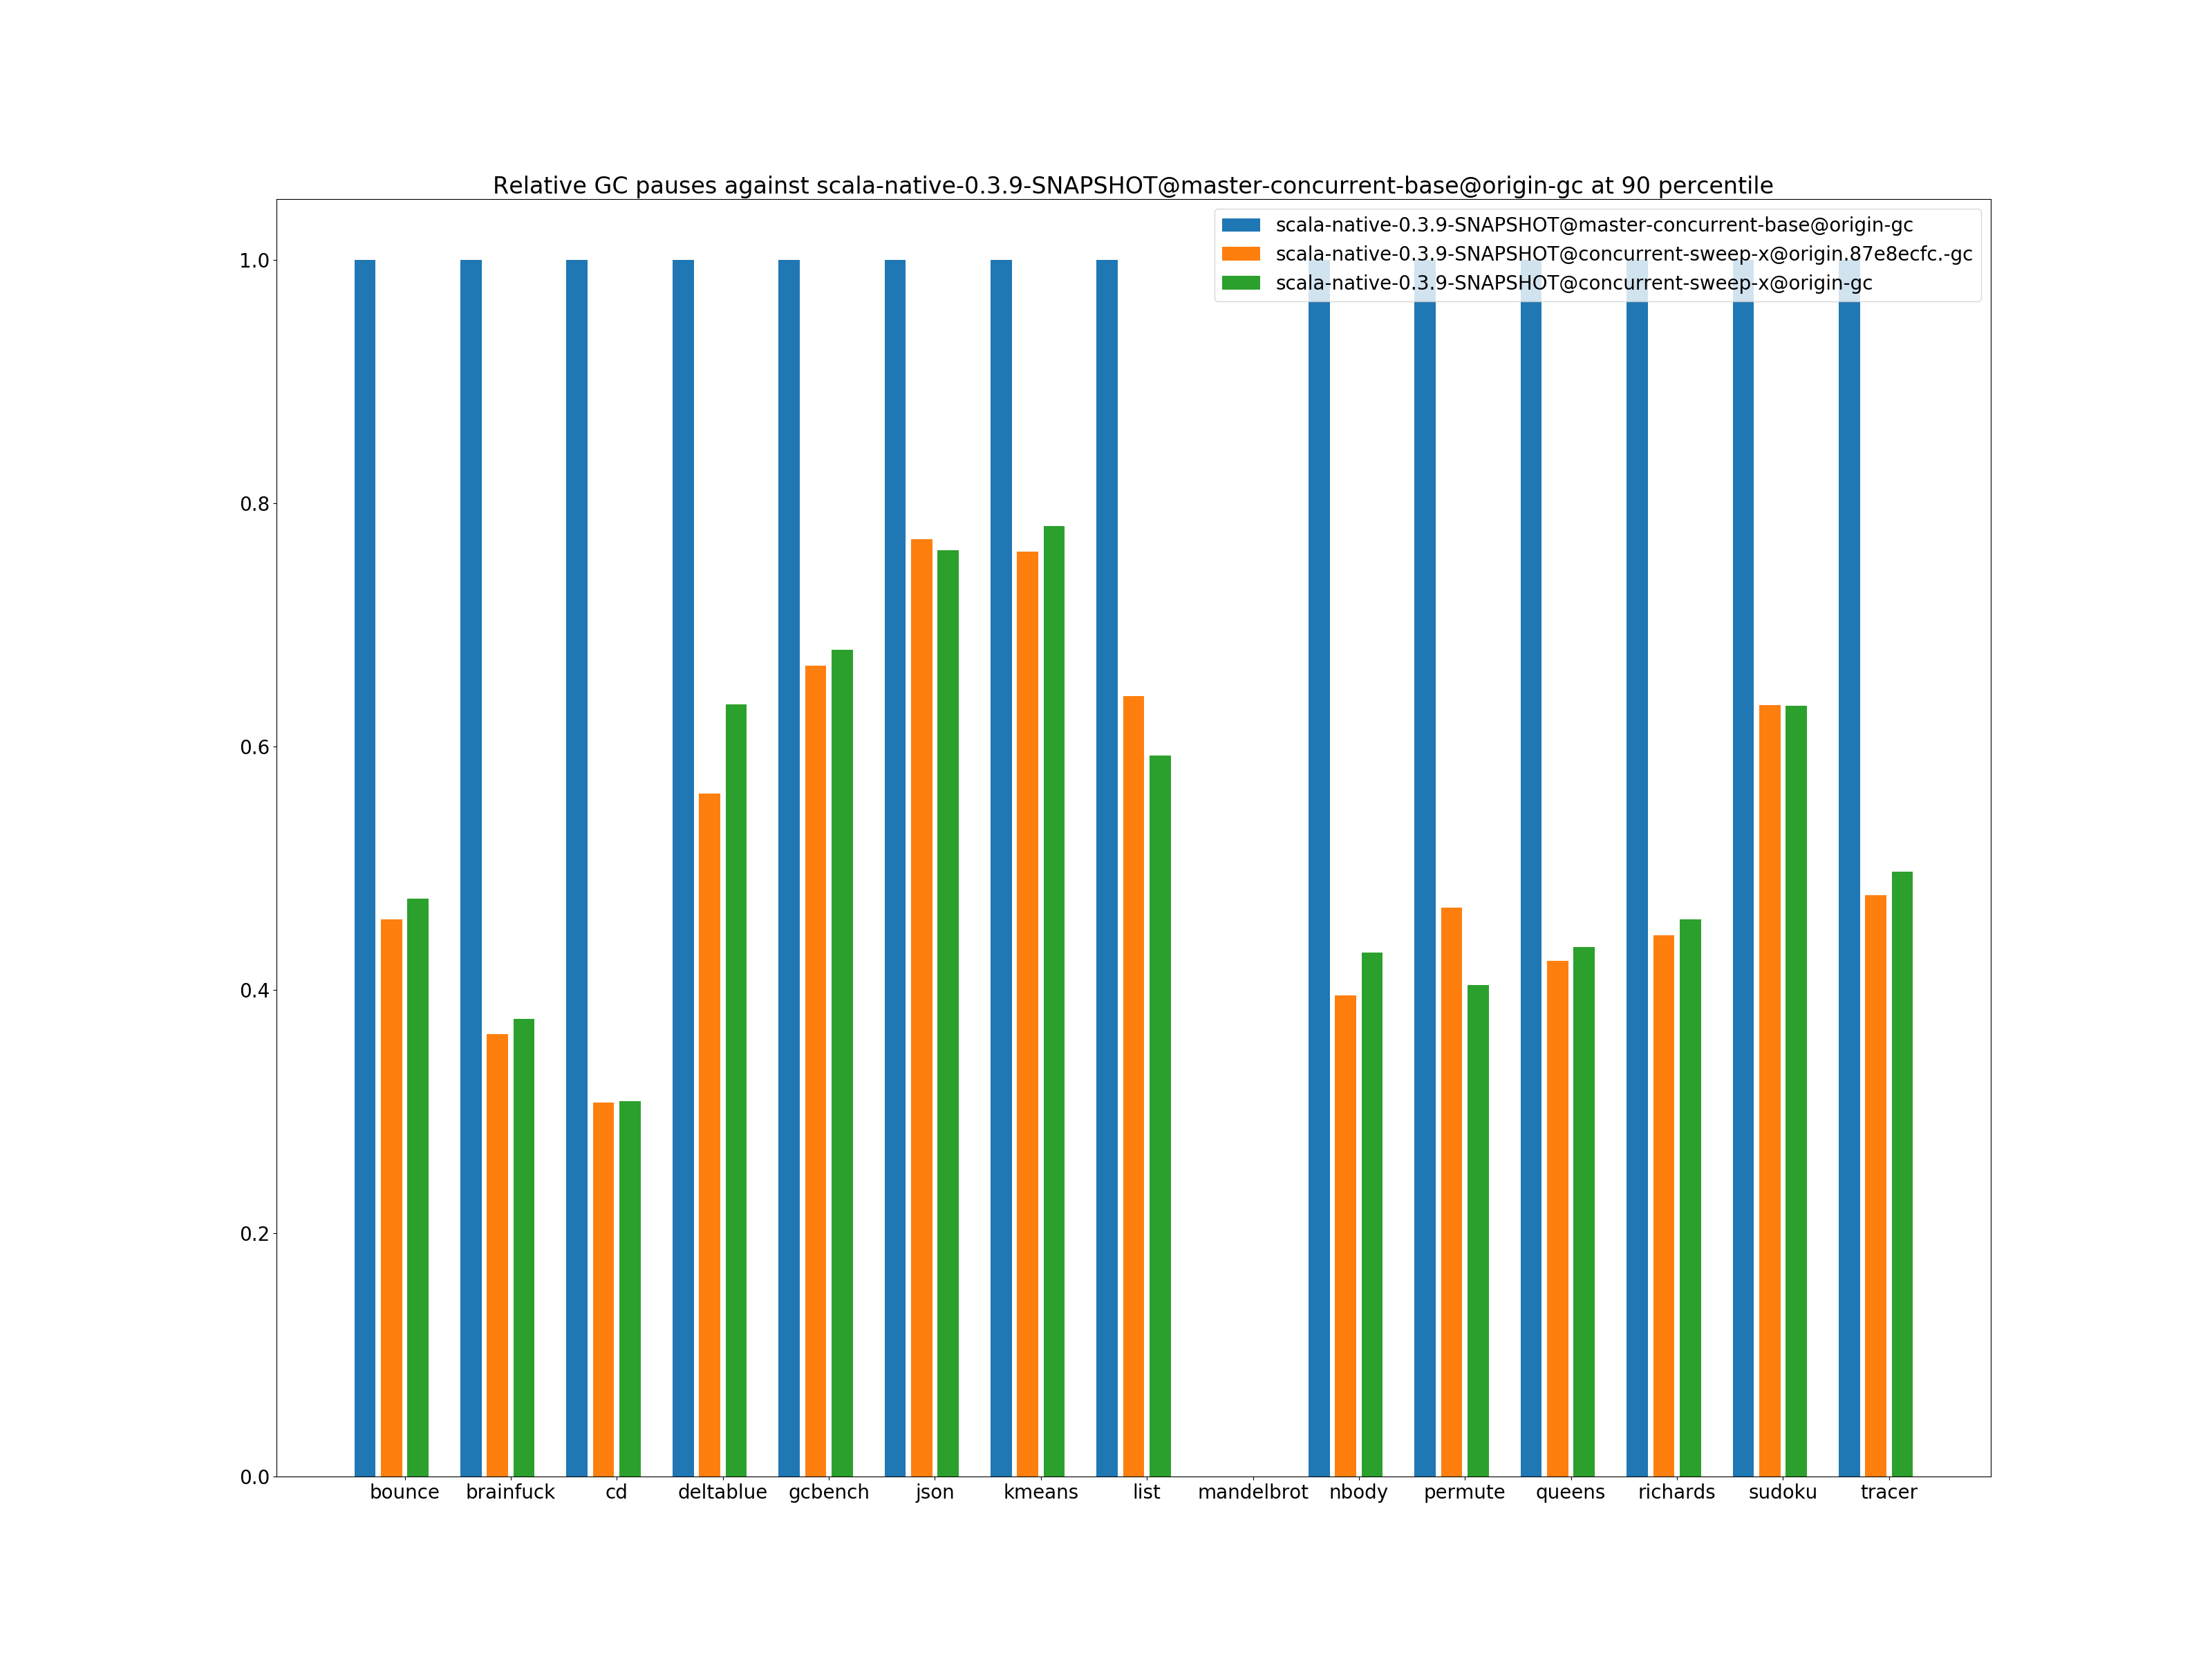 Relative GC pauses against scala-native-0.3.9-SNAPSHOT@master-concurrent-base@origin-gc at 90 percentile
scala-native-0.3.9-SNAPSHOT@master-concurrent-base@origin-gc
scala-native-0.3.9-SNAPSHOT@concurrent-sweep-x@origin.87e8ecfc.-gc
scala-native-0.3.9-SNAPSHOT@concurrent-sweep-x@origin-gc
1.0
0.8
0.6
0.4
0.2
0.0
bounce brainfuck cd deltablue gcbench json kmeans list mandelbrot nbody permute queens richards sudoku tracer